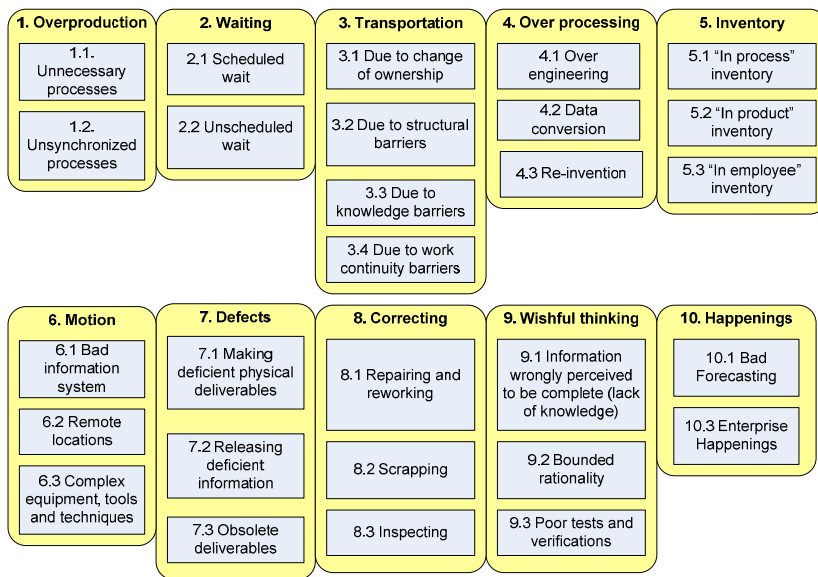 1. Overproduction
1.1.
Unnecessary
processes
1.2.
Unsynchronized
processes
2. Waiting
2.1 Scheduled
wait
2.2 Unscheduled
wait
3. Transportation
3.1 Due to change
of ownership
3.2 Due to structural
barriers
3.3 Due to
knowledge barriers
3.4 Due to work
continuity barriers
4. Over processing
4.1 Over
engineering
4.2 Data
conversion
4.3 Re-invention
5. Inventory
5.1 “In process”
inventory
5.2 “In product”
inventory
5.3 “In employee”
inventory
6. Motion
6.1 Bad
information
system
6.2 Remote
locations
6.3 Complex
equipment, tools
and techniques
7. Defects
7.1 Making
deficient physical
deliverables
7.2 Releasing
deficient
information
7.3 Obsolete
deliverables
8. Correcting
8.1 Repairing and
reworking
8.2 Scrapping
8.3 Inspecting
9. Wishful thinking
9.1 Information
wrongly perceived
to be complete (lack
of knowledge)
9.2 Bounded
rationality
9.3 Poor tests and
verifications
10. Happenings
10.1 Bad
Forecasting
10.3 Enterprise
Happenings